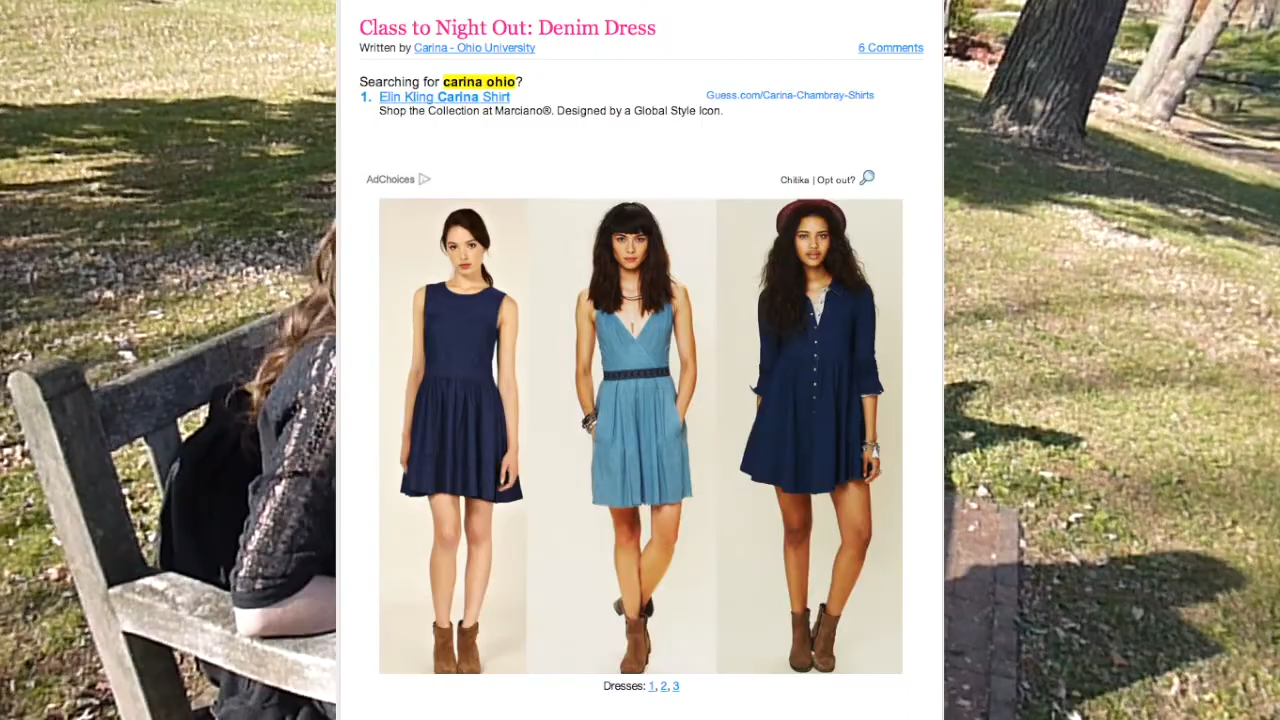 Class to Night Out: Denim Dress
Written by Carina - Ohio University
6 Comments
Searching for carina ohio?
1. Elin Kling Carina Shirt
Guess.com/Carina-Chambray-Shirts
Shop the Collection at Marciano®. Designed by a Global Style Icon.
AdChoices
Chitika | Opt out?
Dresses: 1, 2, 3